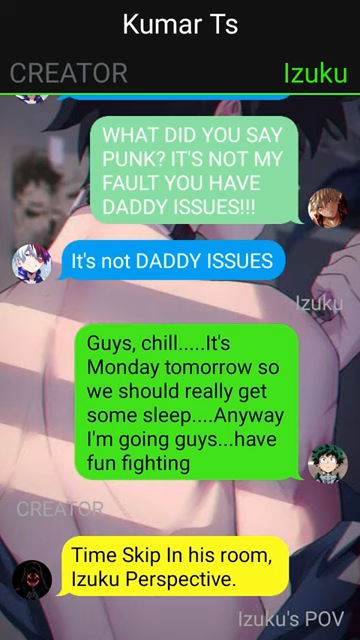 Kumar Ts
CREATOR
Izuku
WHAT DID YOU SAY
PUNK? IT'S NOT MY
FAULT YOU HAVE
DADDY ISSUES!!!
It's not DADDY ISSUES
Izuku
Guys, chill.....It's
Monday tomorrow so
we should really get
some sleep....Anyway
I'm going guys...have
fun fighting
CREATOR
Time Skip In his room,
Izuku Perspective.
Izuku's POV